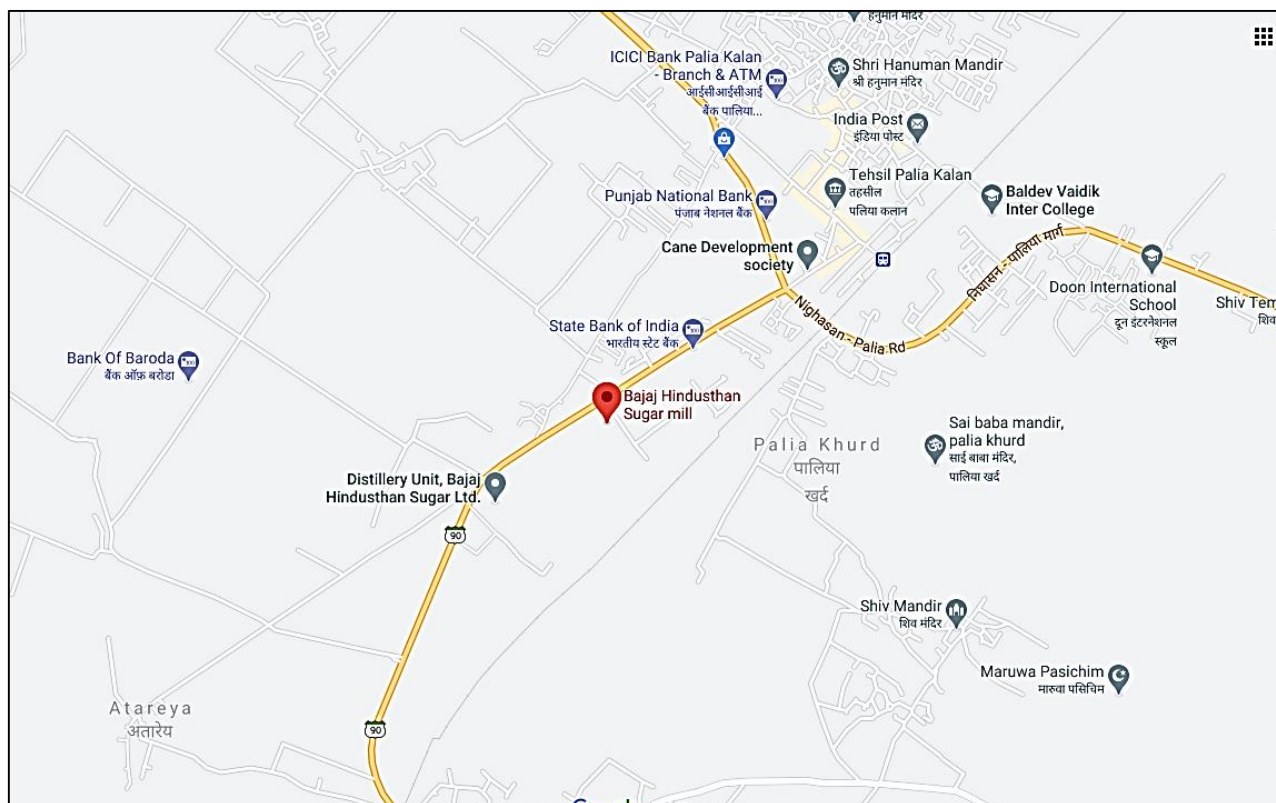 हनुमान मंदिर
ICICI Bank Palia Kalan
- Branch & ATM
आईसीआईसीआई
बैंक पालिया...
Shri Hanuman Mandir
श्री हनुमान मंदिर
India Post
इंडिया पोस्ट
Tehsil Palia Kalan
तहसील
पलिया कलान
Punjab National Bank
पंजाब नेशनल बैंक
Baldev Vaidik
Inter College
Cane Development
society
निघासन - पालिया मार्ग
Doon International
School
दून इंटरनेशनल
स्कूल
Shiv Tem
शिव
Nighasan - Palia Rd
State Bank of India
भारतीय स्टेट बैंक
Bank Of Baroda
बैंक ऑफ़ बरोडा
Bajaj Hindusthan
Sugar mill
Sai baba mandir,
palia khurd
साई बाबा मंदिर,
पालिया खर्द
Palia Khurd
पालिया
खर्द
Distillery Unit, Bajaj
Hindusthan Sugar Ltd.
90
Shiv Mandir
शिव मंदिर
Maruwa Pasichim
मारुवा पसिचिम
Atareya
अतारेय
90